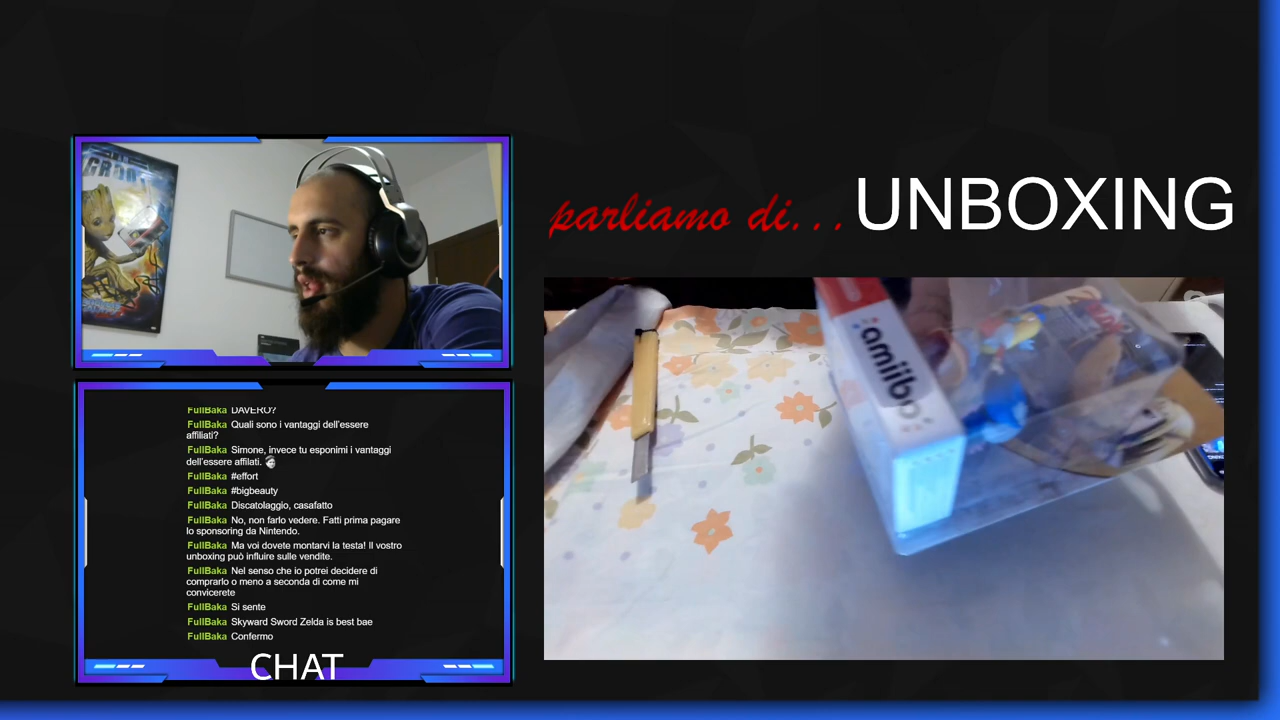 GROOT
parliamo di... UNBOXING
amiibo
FullBaka DAVERO?
FullBaka Quali sono i vantaggi dell'essere
affiliati?
FullBaka Simone, invece tu esponimi i vantaggi
dell'essere affilati.
FullBaka #effort
FullBaka #bigbeauty
FullBaka Discatolaggio, casafatto
FullBaka No, non farlo vedere. Fatti prima pagare
lo sponsoring da Nintendo.
FullBaka Ma voi dovete montarvi la testa! Il vostro
unboxing può influire sulle vendite.
FullBaka Nel senso che io potrei decidere di
comprarlo o meno a seconda di come mi
convicerete
FullBaka Si sente
FullBaka Skyward Sword Zelda is best bae
FullBaka Confermo
CHAT